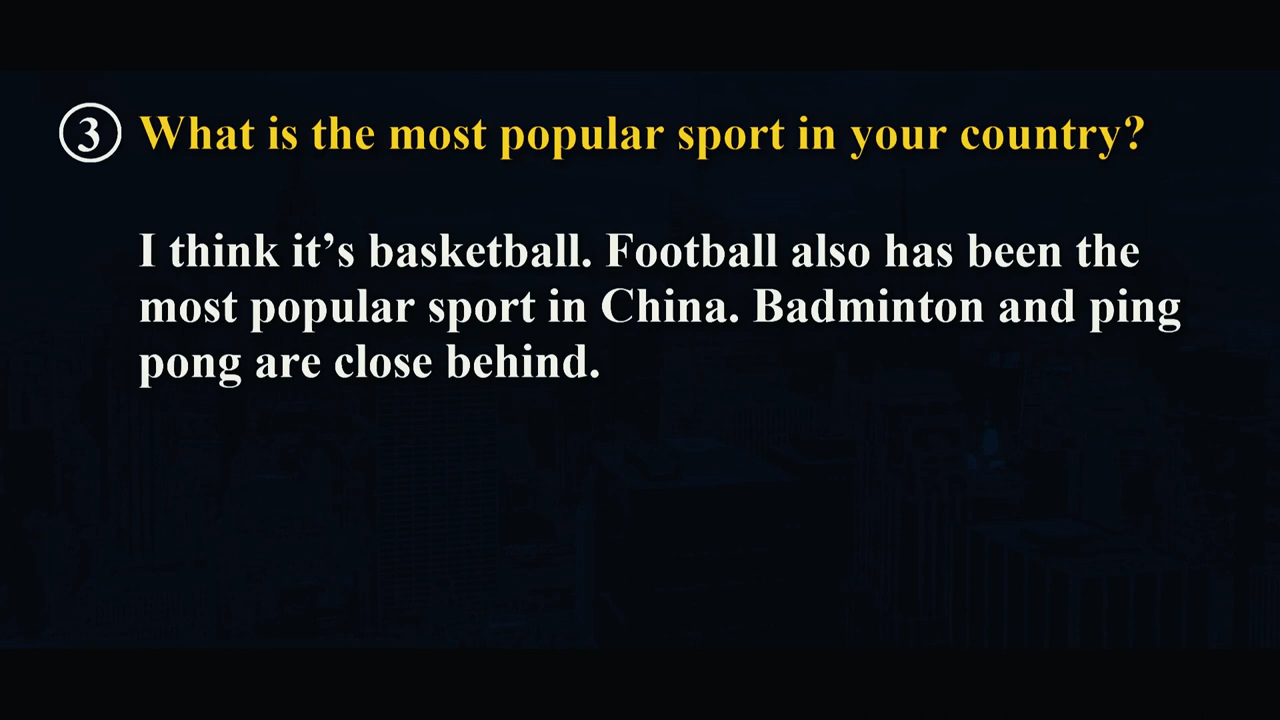 ③ What is the most popular sport in your country?
I think it’s basketball. Football also has been the
most popular sport in China. Badminton and ping
pong are close behind.